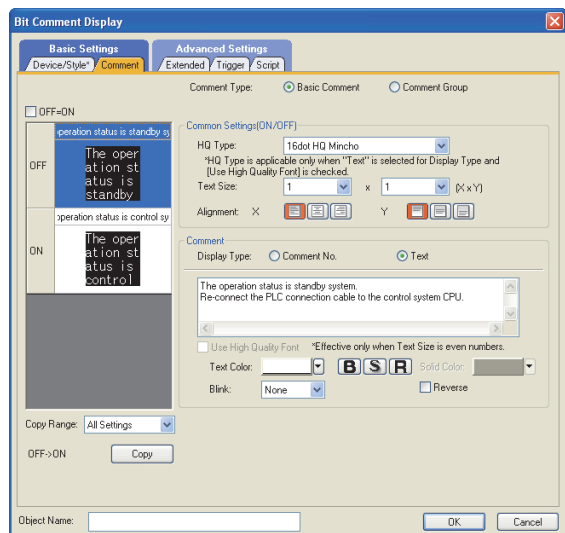 Bit Comment Display
Basic Settings Advanced Settings
Device/Style* Comment Extended Trigger Script
Comment Type: Basic Comment Comment Group
OFF=ON
operation status is standby sy
OFF
The oper
ation st
atus is
standby
operation status is control sy
ON
The oper
ation st
atus is
control
Common Settings(ON/OFF)
HQ Type: 16dot HQ Mincho
*HQ Type is applicable only when "Text" is selected for Display Type and
[Use High Quality Font] is checked.
Text Size: 1 x 1 (X x Y)
Alignment: X Y
Comment
Display Type: Comment No. Text
The operation status is standby system.
Re-connect the PLC connection cable to the control system CPU.
Use High Quality Font *Effective only when Text Size is even numbers.
Text Color: B S R Solid Color:
Blink: None Reverse
Copy Range: All Settings
OFF->ON Copy
Object Name: OK Cancel